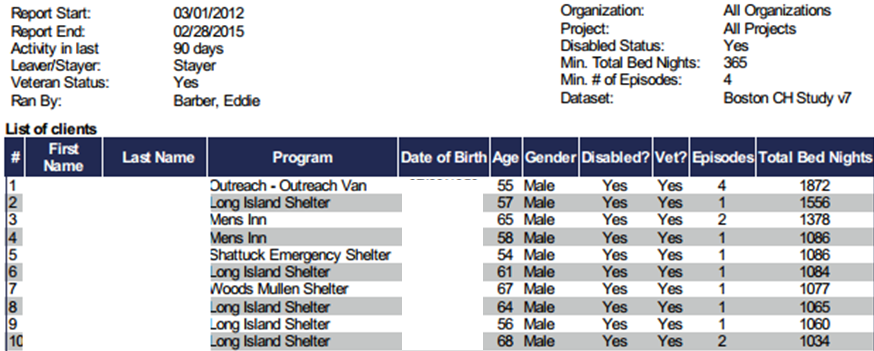 Report Start: 03/01/2012 Organization: All Organizations
Report End: 02/28/2015 Project: All Projects
Activity in last 90 days Disabled Status: Yes
Leaver/Stayer: Stayer Min. Total Bed Nights: 365
Veteran Status: Yes Min. # of Episodes: 4
Ran By: Barber, Eddie Dataset: Boston CH Study v7
List of clients
# First Name Last Name Program Date of Birth Age Gender Disabled? Vet? Episodes Total Bed Nights
1 Outreach - Outreach Van 55 Male Yes Yes 4 1872
2 Long Island Shelter 57 Male Yes Yes 1 1556
3 Mens Inn 65 Male Yes Yes 2 1378
4 Mens Inn 58 Male Yes Yes 1 1086
5 Shattuck Emergency Shelter 54 Male Yes Yes 1 1086
6 Long Island Shelter 61 Male Yes Yes 1 1084
7 Woods Mullen Shelter 67 Male Yes Yes 1 1077
8 Long Island Shelter 64 Male Yes Yes 1 1065
9 Long Island Shelter 56 Male Yes Yes 1 1060
10 Long Island Shelter 68 Male Yes Yes 2 1034